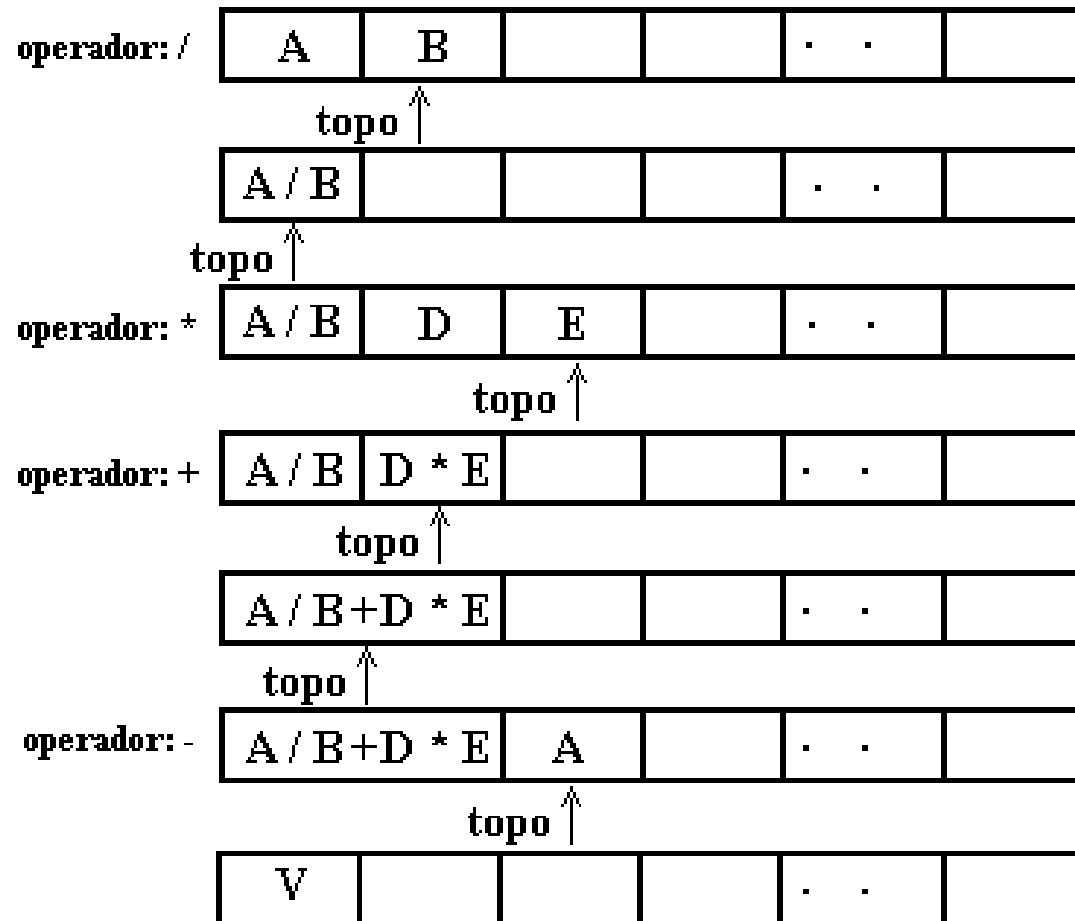 operador: / A B . .
topo
A / B . .
topo
operador: * A / B D E . .
topo
operador: + A / B D * E . .
topo
A / B+D * E . .
topo
operador: - A / B+D * E A . .
topo
V . .